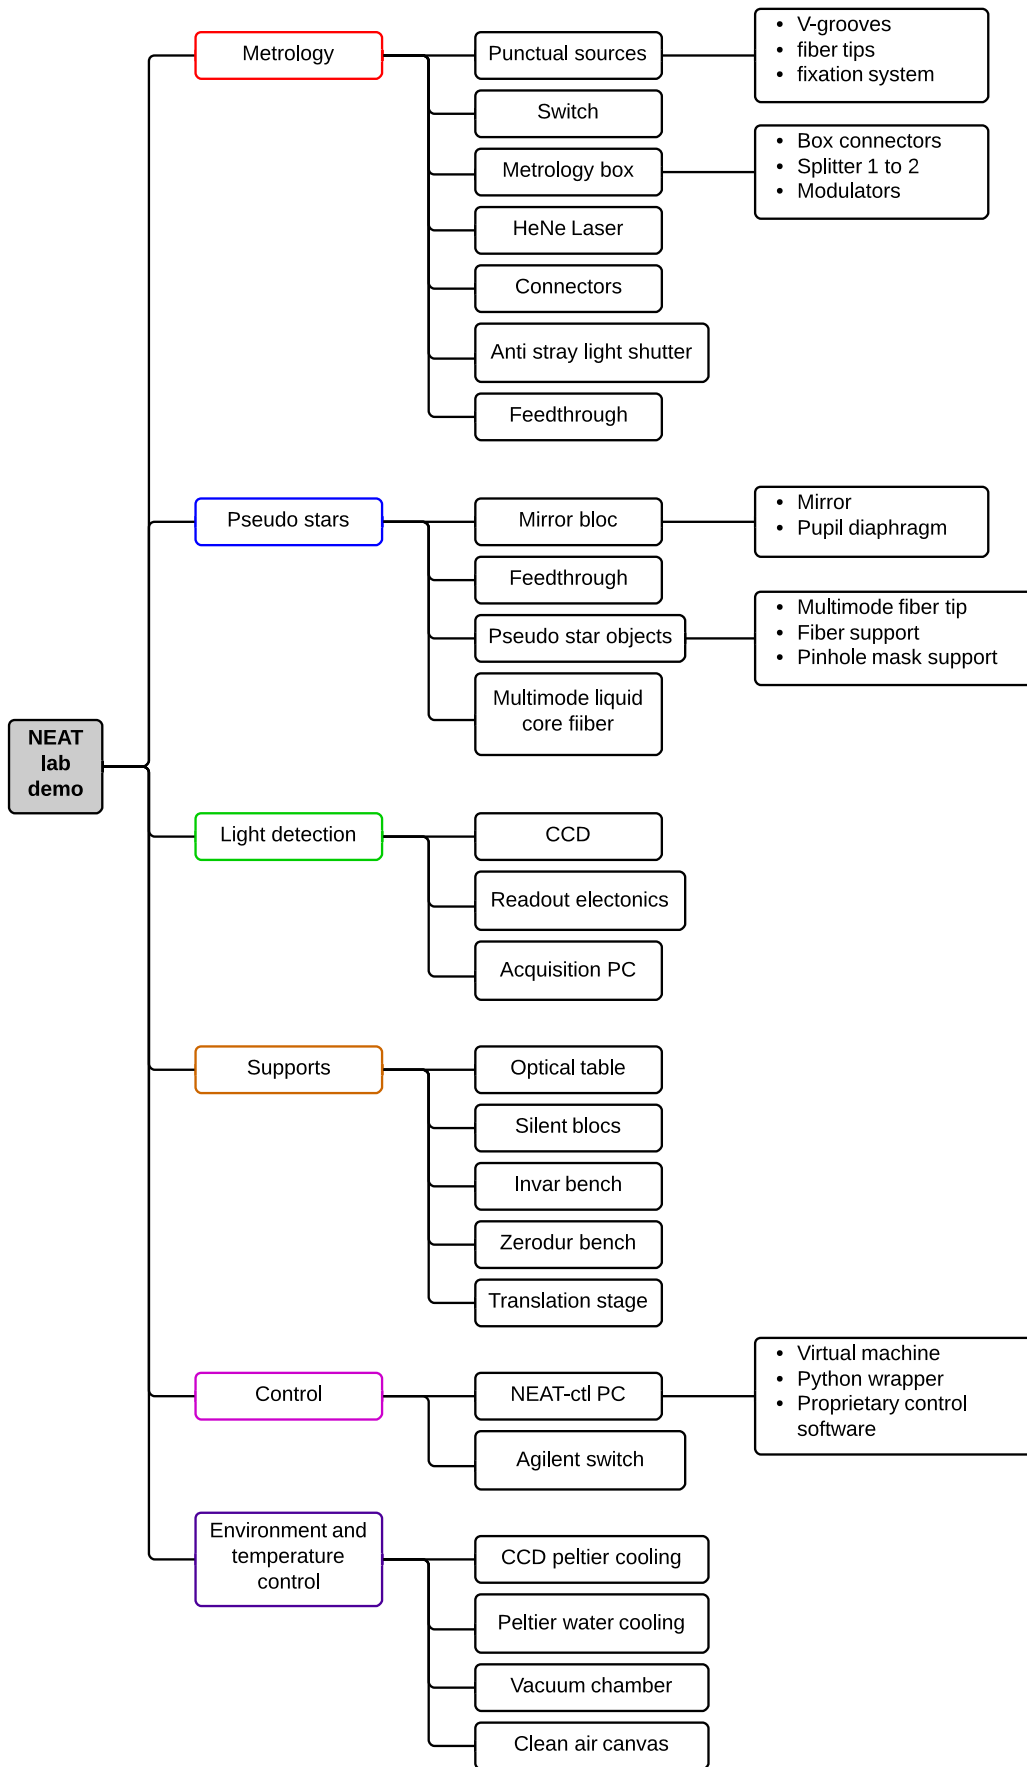 NEAT
lab
demo
Metrology
Punctual sources
• V-grooves
• fiber tips
• fixation system
Switch
Metrology box
• Box connectors
• Splitter 1 to 2
• Modulators
HeNe Laser
Connectors
Anti stray light shutter
Feedthrough
Pseudo stars
Mirror bloc
• Mirror
• Pupil diaphragm
Feedthrough
Pseudo star objects
• Multimode fiber tip
• Fiber support
• Pinhole mask support
Multimode liquid
core fiiber
Light detection
CCD
Readout electonics
Acquisition PC
Supports
Optical table
Silent blocs
Invar bench
Zerodur bench
Translation stage
Control
NEAT-ctl PC
• Virtual machine
• Python wrapper
• Proprietary control
software
Agilent switch
Environment and
temperature
control
CCD peltier cooling
Peltier water cooling
Vacuum chamber
Clean air canvas